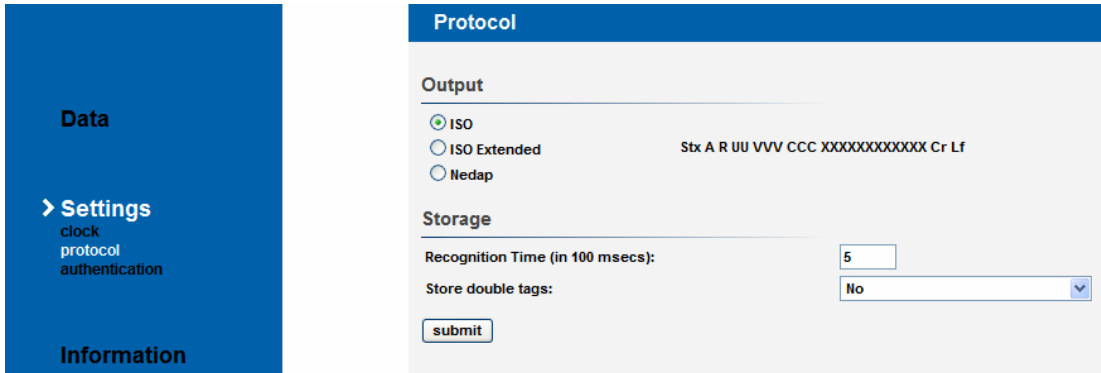 Data
Settings
clock
protocol
authentication
Information
Protocol
Output
ISO
ISO Extended Stx A R UU VVV CCC XXXXXXXXXXXX Cr Lf
Nedap
Storage
Recognition Time (in 100 msecs): 5
Store double tags: No
submit